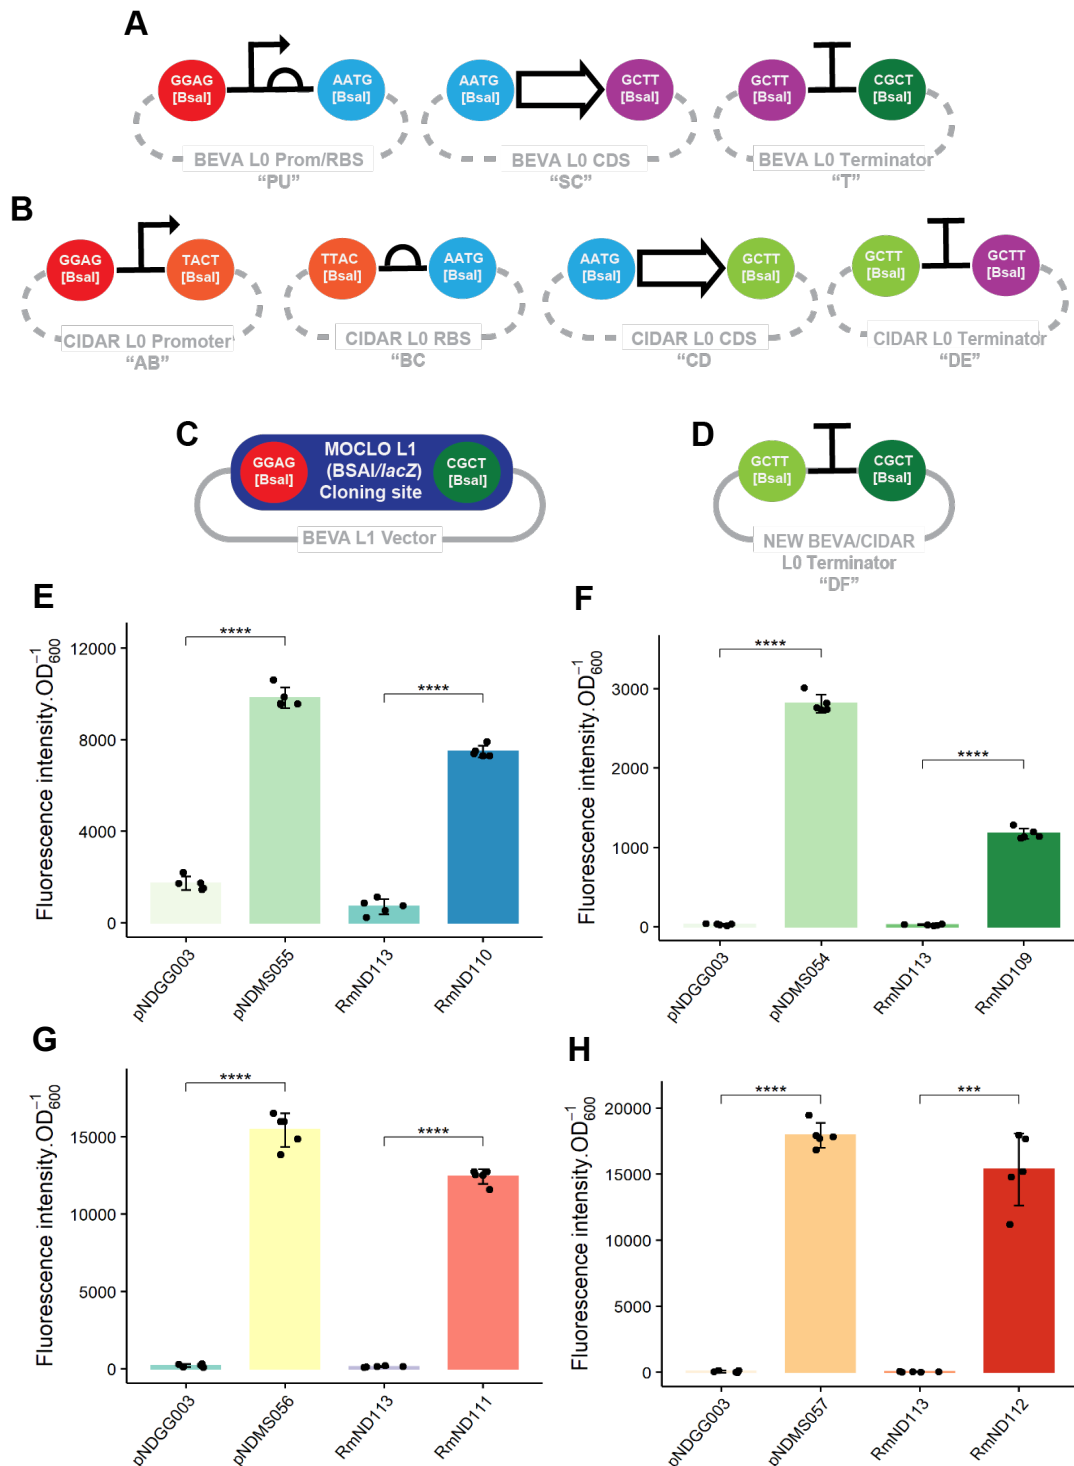 A
GGAG
[BsaI]
AATG
[BsaI]
BEVA L0 Prom/RBS
“PU”
AATG
[BsaI]
GCTT
[BsaI]
BEVA L0 CDS
“SC”
GCTT
[BsaI]
CGCT
[BsaI]
BEVA L0 Terminator
“T”
B
GGAG
[BsaI]
TACT
[BsaI]
CIDAR L0 Promoter
“AB”
TTAC
[BsaI]
AATG
[BsaI]
CIDAR L0 RBS
“BC
AATG
[BsaI]
GCTT
[BsaI]
CIDAR L0 CDS
“CD
GCTT
[BsaI]
GCTT
[BsaI]
CIDAR L0 Terminator
“DE”
C
GGAG
[BsaI]
MOCLO L1
(BSAI/lacZ)
Cloning site
CGCT
[BsaI]
BEVA L1 Vector
D
GCTT
[BsaI]
CGCT
[BsaI]
NEW BEVA/CIDAR
L0 Terminator
“DF”
E
Fluorescence intensity.OD600−1
12000
8000
4000
0
****
****
pNDGG003
pNDMS055
RmND113
RmND110
F
Fluorescence intensity.OD600−1
3000
2000
1000
0
****
****
pNDGG003
pNDMS054
RmND113
RmND109
G
Fluorescence intensity.OD600−1
15000
10000
5000
0
****
****
pNDGG003
pNDMS056
RmND113
RmND111
H
Fluorescence intensity.OD600−1
20000
15000
10000
5000
0
****
***
pNDGG003
pNDMS057
RmND113
RmND112